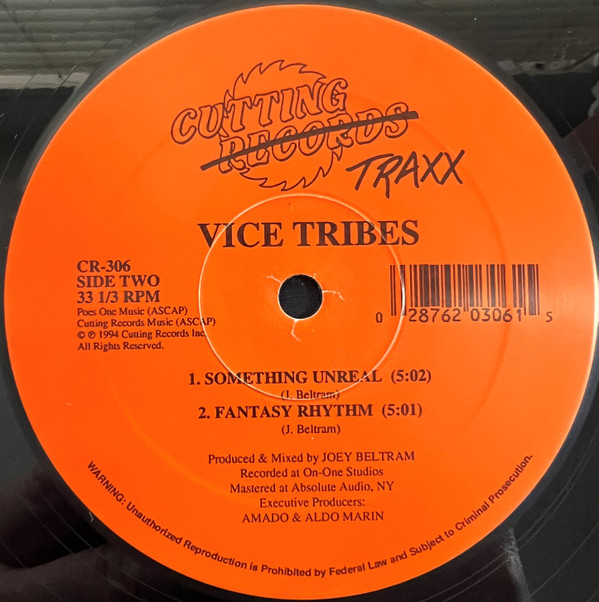 CUTTING
RECORDS
TRAXX
VICE TRIBES
CR-306
SIDE TWO
33 1/3 RPM
Poes One Music (ASCAP)
Cutting Records Music (ASCAP)
© ℗ 1994 Cutting Records Inc.
All Rights Reserved.
0 28762 03061 5
1. SOMETHING UNREAL (5:02)
(J. Beltram)
2. FANTASY RHYTHM (5:01)
(J. Beltram)
Produced & Mixed by JOEY BELTRAM
Recorded at On-One Studios
Mastered at Absolute Audio, NY
Executive Producers:
AMADO & ALDO MARIN
WARNING: Unauthorized Reproduction is Prohibited by Federal Law and Subject to Criminal Prosecution.